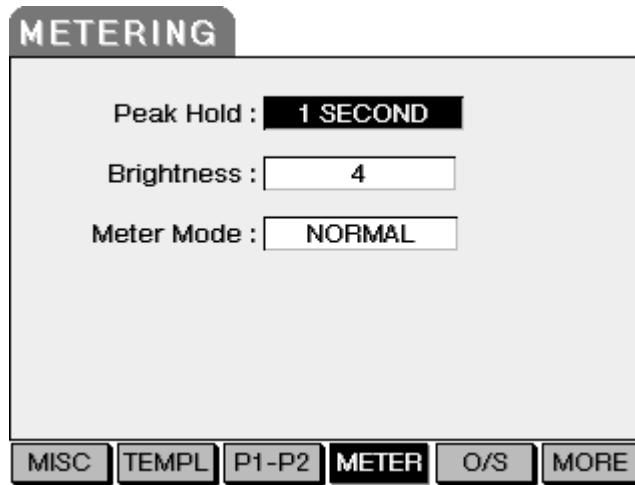 METERING
Peak Hold : 1 SECOND
Brightness : 4
Meter Mode : NORMAL
MISC TEMPL P1-P2 METER O/S MORE